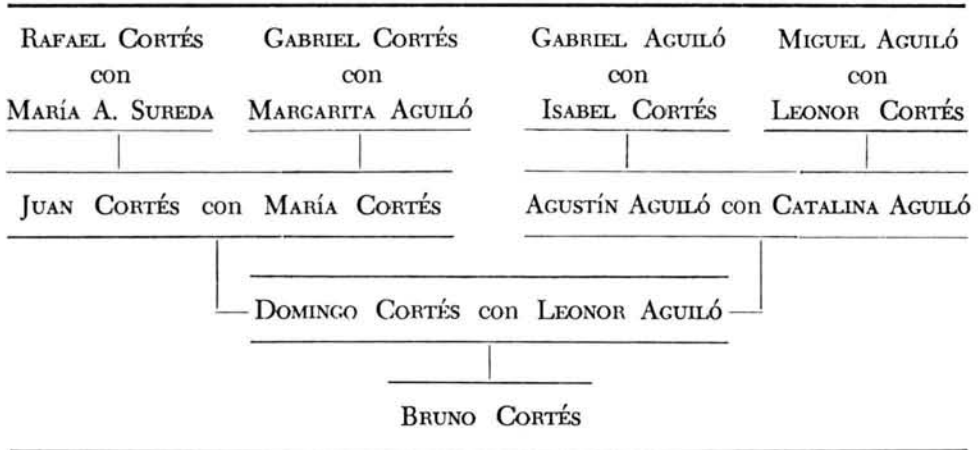 RAFAEL CORTÉS GABRIEL CORTÉS GABRIEL AGUILÓ MIGUEL AGUILÓ
con con con con
MARÍA A. SUREDA MARGARITA AGUILÓ ISABEL CORTÉS LEONOR CORTÉS
JUAN CORTÉS con MARÍA CORTÉS AGUSTÍN AGUILÓ con CATALINA AGUILÓ
DOMINGO CORTÉS con LEONOR AGUILÓ
BRUNO CORTÉS